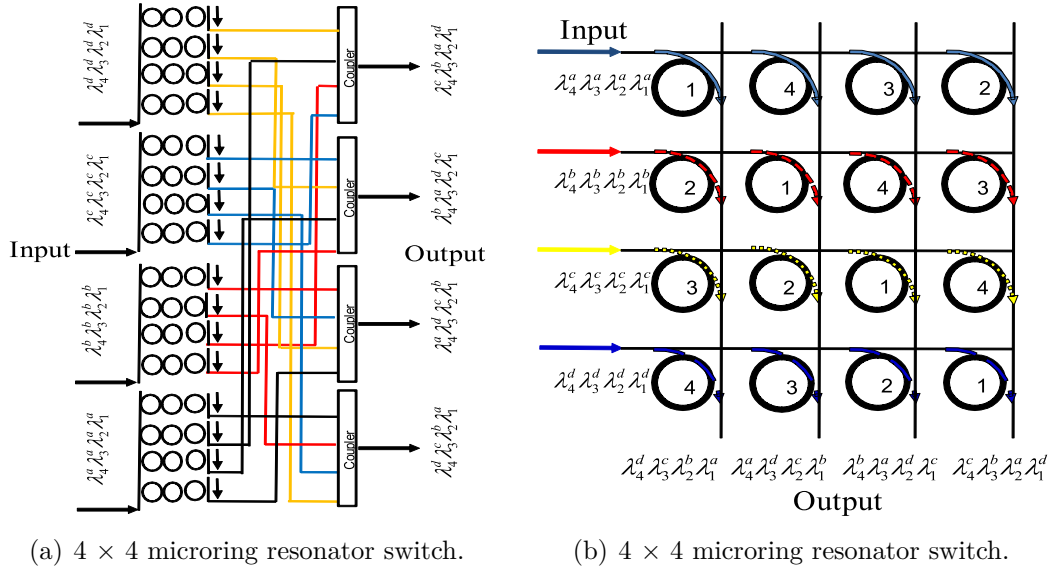 λ₄ᵈ λ₃ᵈ λ₂ᵈ λ₁ᵈ
Coupler
λ₄ᶜ λ₃ᵇ λ₂ᵃ λ₁ᵈ
λ₄ᶜ λ₃ᶜ λ₂ᶜ λ₁ᶜ
Coupler
λ₄ᵇ λ₃ᵃ λ₂ᵈ λ₁ᶜ
Input
Output
λ₄ᵇ λ₃ᵇ λ₂ᵇ λ₁ᵇ
Coupler
λ₄ᵃ λ₃ᵈ λ₂ᶜ λ₁ᵇ
λ₄ᵃ λ₃ᵃ λ₂ᵃ λ₁ᵃ
Coupler
λ₄ᵈ λ₃ᶜ λ₂ᵇ λ₁ᵃ
(a) 4 × 4 microring resonator switch.
Input
λ₄ᵃ λ₃ᵃ λ₂ᵃ λ₁ᵃ
1 4 3 2
λ₄ᵇ λ₃ᵇ λ₂ᵇ λ₁ᵇ
2 1 4 3
λ₄ᶜ λ₃ᶜ λ₂ᶜ λ₁ᶜ
3 2 1 4
λ₄ᵈ λ₃ᵈ λ₂ᵈ λ₁ᵈ
4 3 2 1
λ₄ᵈ λ₃ᶜ λ₂ᵇ λ₁ᵃ λ₄ᵃ λ₃ᵈ λ₂ᶜ λ₁ᵇ λ₄ᵇ λ₃ᵃ λ₂ᵈ λ₁ᶜ λ₄ᶜ λ₃ᵇ λ₂ᵃ λ₁ᵈ
Output
(b) 4 × 4 microring resonator switch.